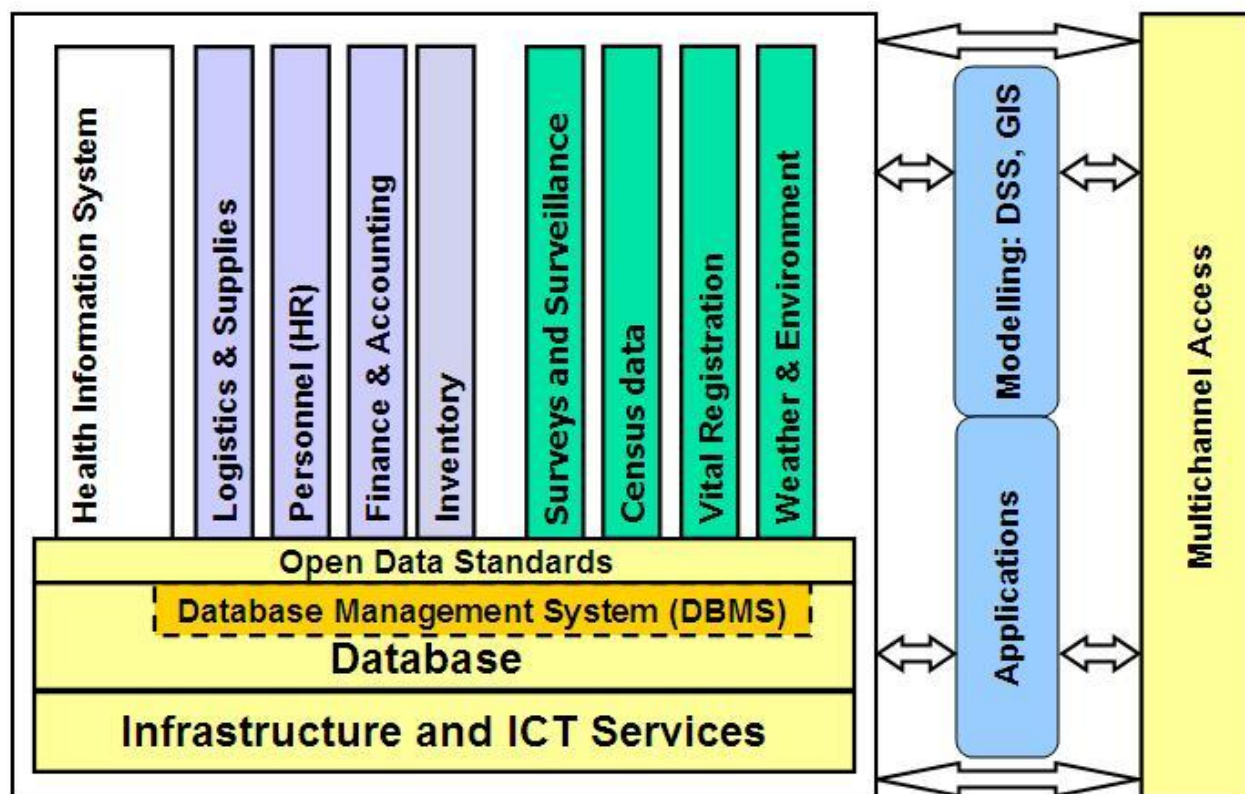 Health Information System
Logistics & Supplies
Personnel (HR)
Finance & Accounting
Inventory
Surveys and Surveillance
Census data
Vital Registration
Weather & Environment
Open Data Standards
Database Management System (DBMS)
Database
Infrastructure and ICT Services
Modelling: DSS, GIS
Applications
Multichannel Access